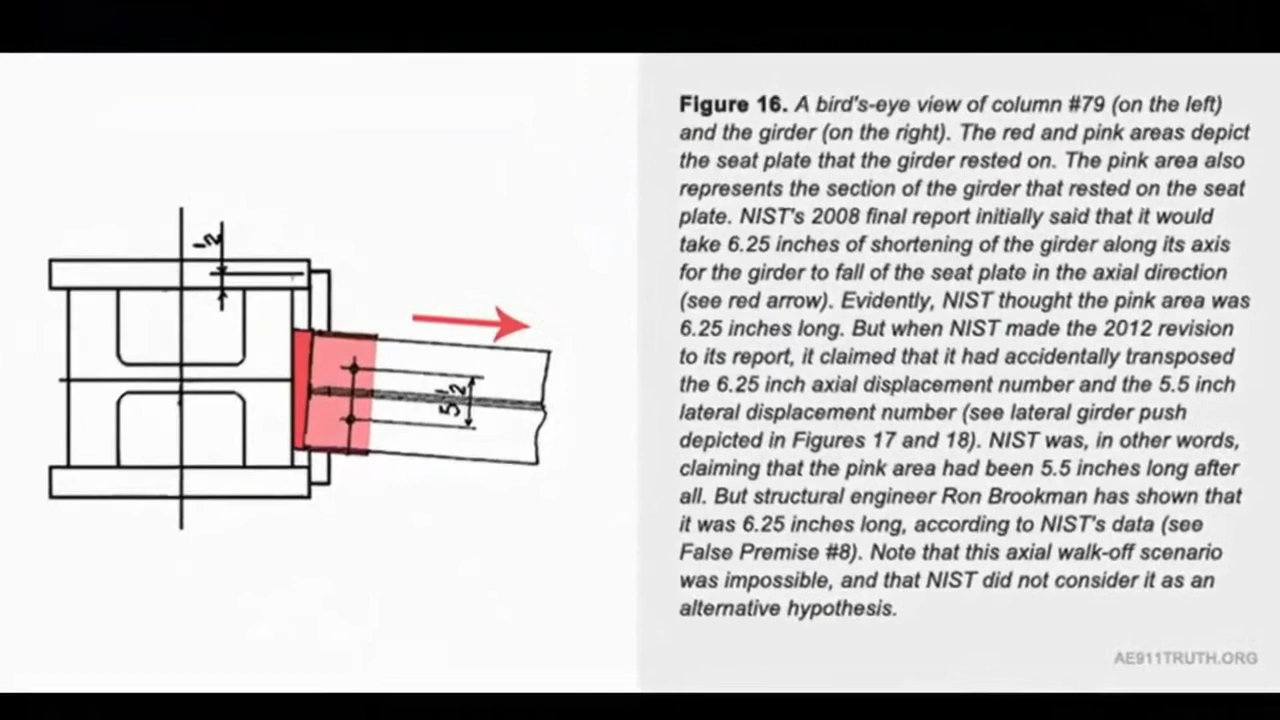 ½
5½
Figure 16. A bird's-eye view of column #79 (on the left)
and the girder (on the right). The red and pink areas depict
the seat plate that the girder rested on. The pink area also
represents the section of the girder that rested on the seat
plate. NIST's 2008 final report initially said that it would
take 6.25 inches of shortening of the girder along its axis
for the girder to fall of the seat plate in the axial direction
(see red arrow). Evidently, NIST thought the pink area was
6.25 inches long. But when NIST made the 2012 revision
to its report, it claimed that it had accidentally transposed
the 6.25 inch axial displacement number and the 5.5 inch
lateral displacement number (see lateral girder push
depicted in Figures 17 and 18). NIST was, in other words,
claiming that the pink area had been 5.5 inches long after
all. But structural engineer Ron Brookman has shown that
it was 6.25 inches long, according to NIST's data (see
False Premise #8). Note that this axial walk-off scenario
was impossible, and that NIST did not consider it as an
alternative hypothesis.
AE911TRUTH.ORG